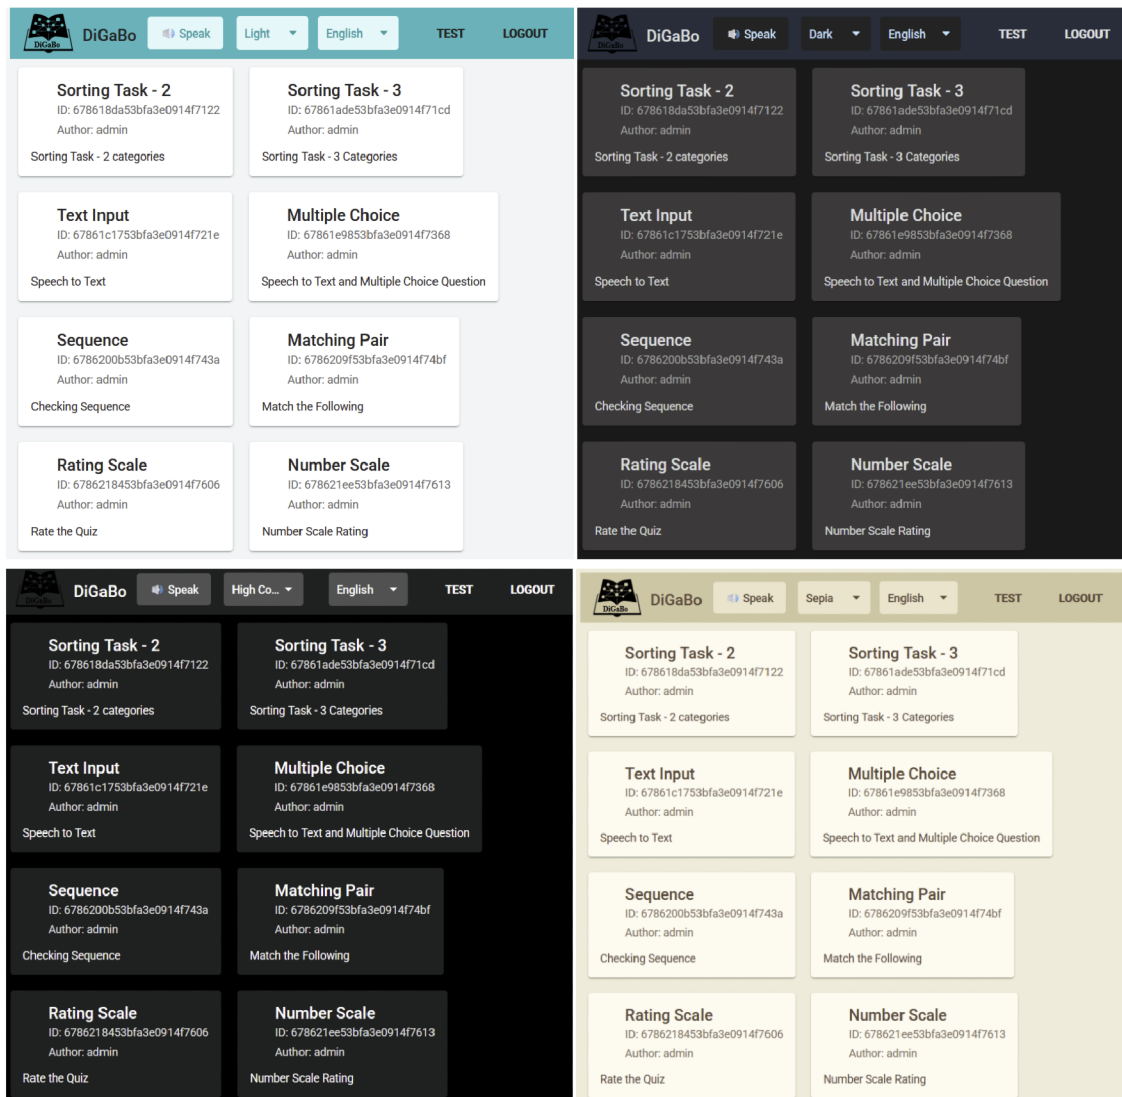 DiGaBo DiGaBo Speak Light English TEST LOGOUT
Sorting Task - 2
ID: 678618da53bfa3e0914f7122
Author: admin
Sorting Task - 2 categories
Sorting Task - 3
ID: 67861ade53bfa3e0914f71cd
Author: admin
Sorting Task - 3 Categories
Text Input
ID: 67861c1753bfa3e0914f721e
Author: admin
Speech to Text
Multiple Choice
ID: 67861e9853bfa3e0914f7368
Author: admin
Speech to Text and Multiple Choice Question
Sequence
ID: 6786200b53bfa3e0914f743a
Author: admin
Checking Sequence
Matching Pair
ID: 6786209f53bfa3e0914f74bf
Author: admin
Match the Following
Rating Scale
ID: 6786218453bfa3e0914f7606
Author: admin
Rate the Quiz
Number Scale
ID: 678621ee53bfa3e0914f7613
Author: admin
Number Scale Rating
DiGaBo DiGaBo Speak Dark English TEST LOGOUT
Sorting Task - 2
ID: 678618da53bfa3e0914f7122
Author: admin
Sorting Task - 2 categories
Sorting Task - 3
ID: 67861ade53bfa3e0914f71cd
Author: admin
Sorting Task - 3 Categories
Text Input
ID: 67861c1753bfa3e0914f721e
Author: admin
Speech to Text
Multiple Choice
ID: 67861e9853bfa3e0914f7368
Author: admin
Speech to Text and Multiple Choice Question
Sequence
ID: 6786200b53bfa3e0914f743a
Author: admin
Checking Sequence
Matching Pair
ID: 6786209f53bfa3e0914f74bf
Author: admin
Match the Following
Rating Scale
ID: 6786218453bfa3e0914f7606
Author: admin
Rate the Quiz
Number Scale
ID: 678621ee53bfa3e0914f7613
Author: admin
Number Scale Rating
DiGaBo DiGaBo Speak High Co... English TEST LOGOUT
Sorting Task - 2
ID: 678618da53bfa3e0914f7122
Author: admin
Sorting Task - 2 categories
Sorting Task - 3
ID: 67861ade53bfa3e0914f71cd
Author: admin
Sorting Task - 3 Categories
Text Input
ID: 67861c1753bfa3e0914f721e
Author: admin
Speech to Text
Multiple Choice
ID: 67861e9853bfa3e0914f7368
Author: admin
Speech to Text and Multiple Choice Question
Sequence
ID: 6786200b53bfa3e0914f743a
Author: admin
Checking Sequence
Matching Pair
ID: 6786209f53bfa3e0914f74bf
Author: admin
Match the Following
Rating Scale
ID: 6786218453bfa3e0914f7606
Author: admin
Rate the Quiz
Number Scale
ID: 678621ee53bfa3e0914f7613
Author: admin
Number Scale Rating
DiGaBo DiGaBo Speak Sepia English TEST LOGOUT
Sorting Task - 2
ID: 678618da53bfa3e0914f7122
Author: admin
Sorting Task - 2 categories
Sorting Task - 3
ID: 67861ade53bfa3e0914f71cd
Author: admin
Sorting Task - 3 Categories
Text Input
ID: 67861c1753bfa3e0914f721e
Author: admin
Speech to Text
Multiple Choice
ID: 67861e9853bfa3e0914f7368
Author: admin
Speech to Text and Multiple Choice Question
Sequence
ID: 6786200b53bfa3e0914f743a
Author: admin
Checking Sequence
Matching Pair
ID: 6786209f53bfa3e0914f74bf
Author: admin
Match the Following
Rating Scale
ID: 6786218453bfa3e0914f7606
Author: admin
Rate the Quiz
Number Scale
ID: 678621ee53bfa3e0914f7613
Author: admin
Number Scale Rating